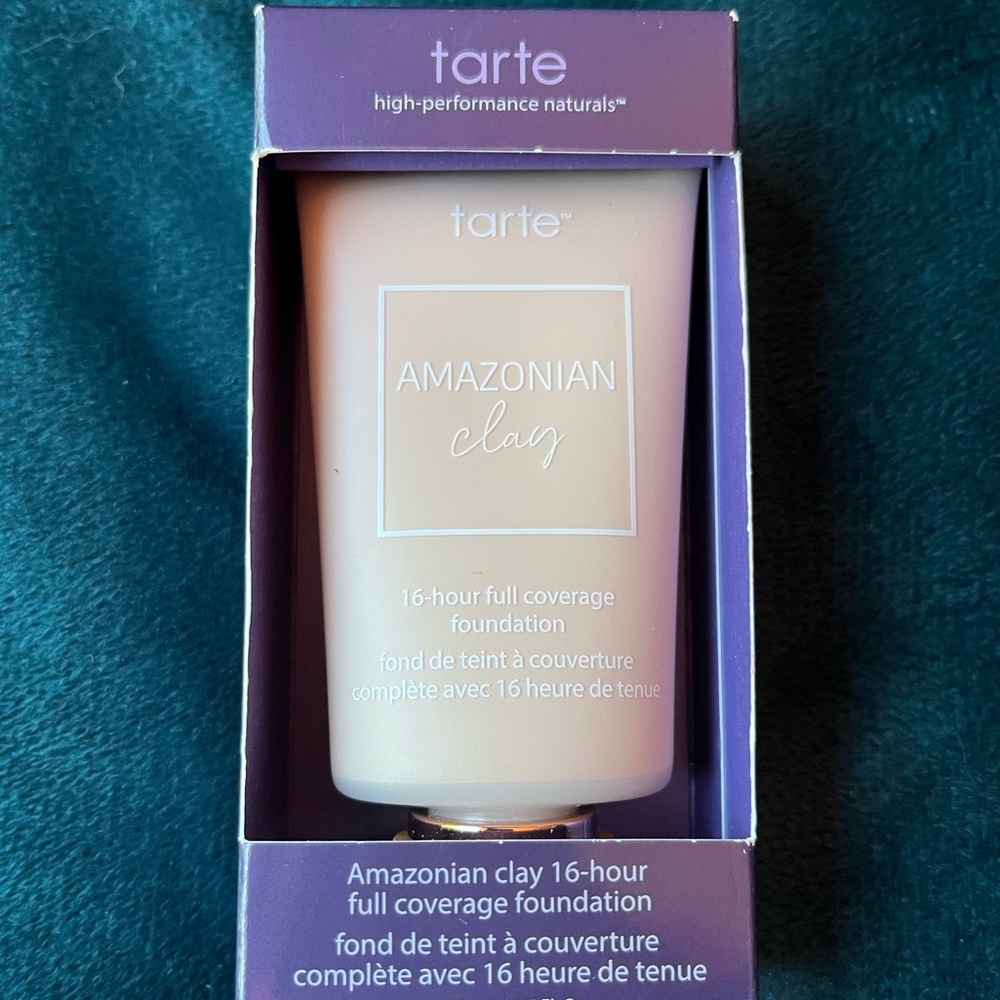 tarte
high-performance naturals™
tarte™
AMAZONIAN
clay
16-hour full coverage
foundation
fond de teint à couverture
complète avec 16 heure de tenue
Amazonian clay 16-hour
full coverage foundation
fond de teint à couverture
complète avec 16 heure de tenue